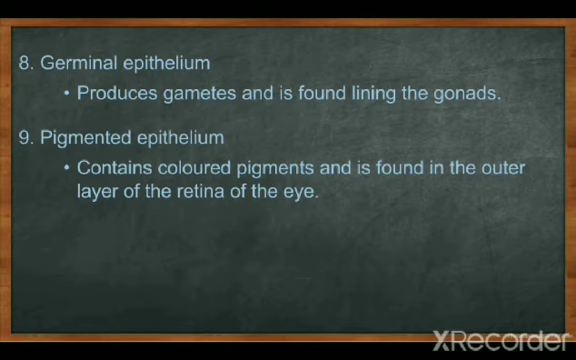 8. Germinal epithelium
• Produces gametes and is found lining the gonads.
9. Pigmented epithelium
• Contains coloured pigments and is found in the outer
layer of the retina of the eye.
XRecorder